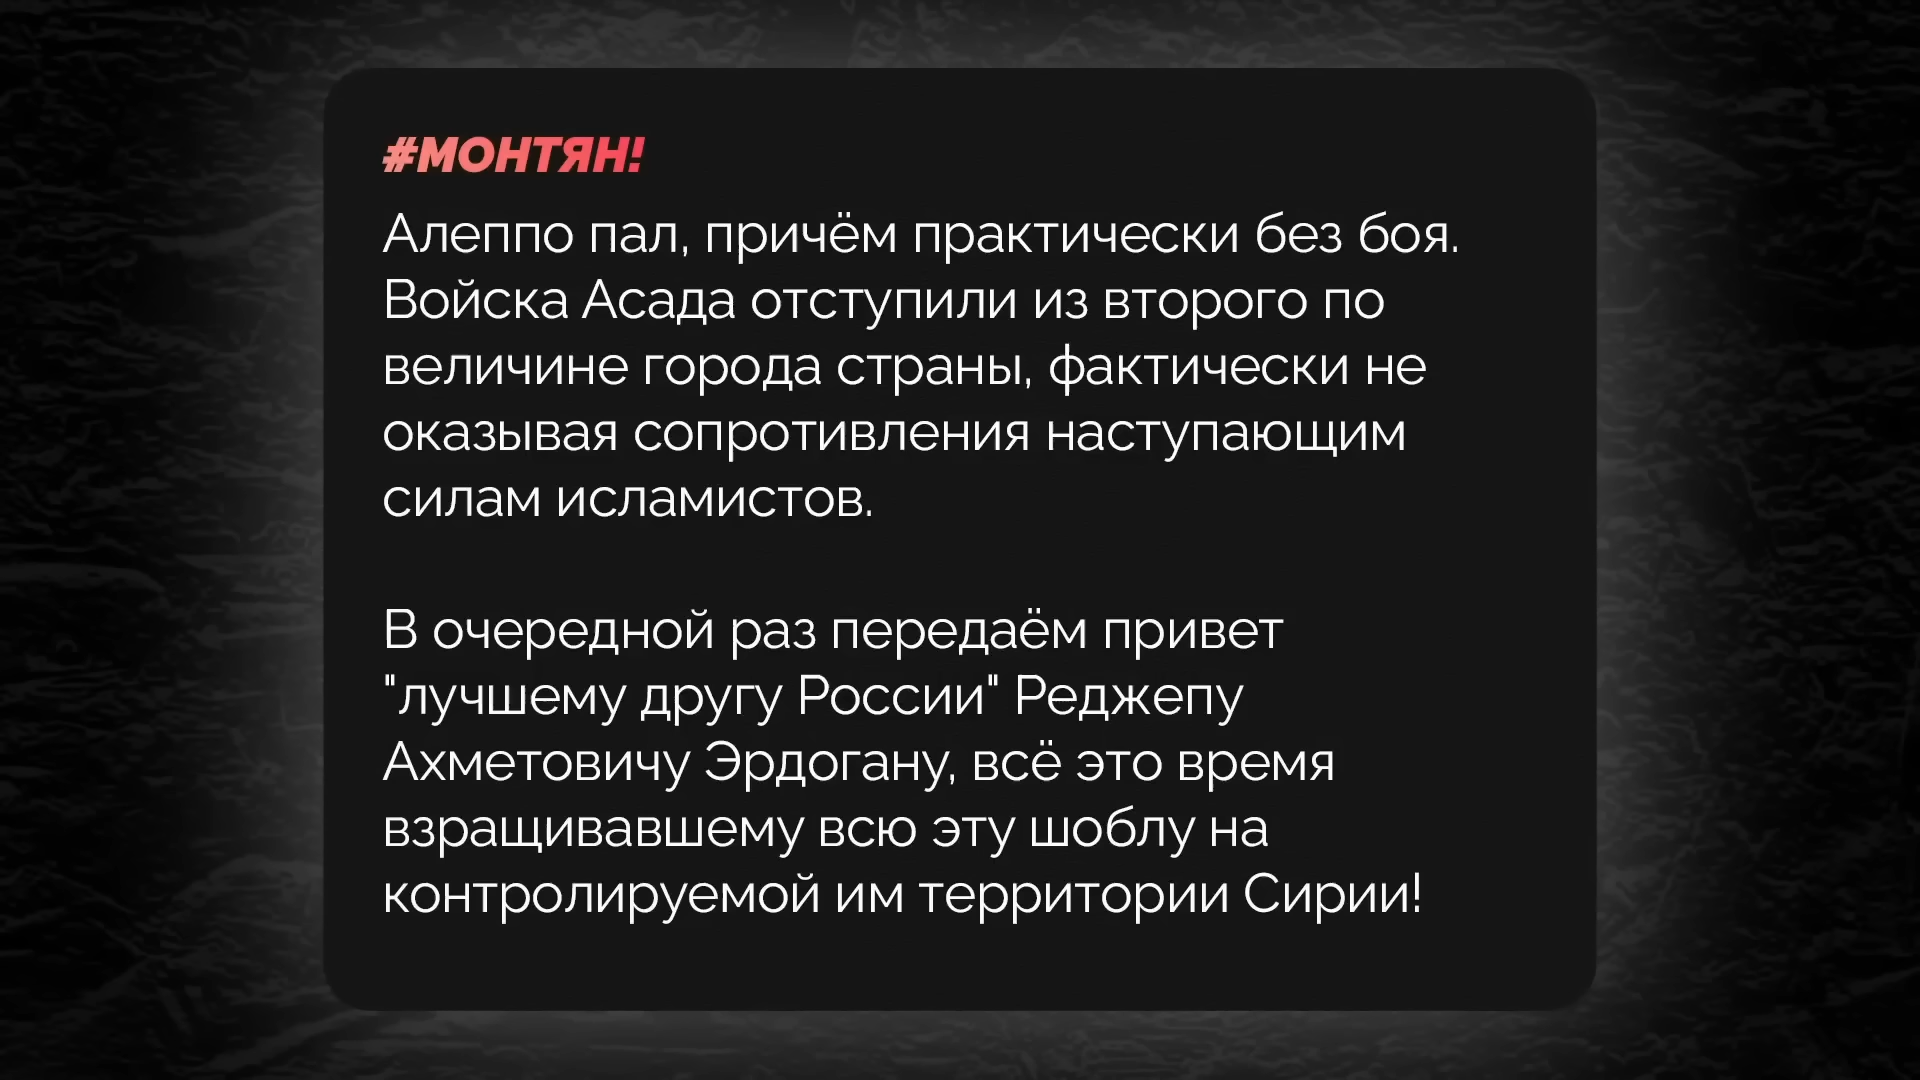 #МОНТЯН!
Алеппо пал, причём практически без боя.
Войска Асада отступили из второго по
величине города страны, фактически не
оказывая сопротивления наступающим
силам исламистов.
В очередной раз передаём привет
"лучшему другу России" Реджепу
Ахметовичу Эрдогану, всё это время
взращивавшему всю эту шоблу на
контролируемой им территории Сирии!